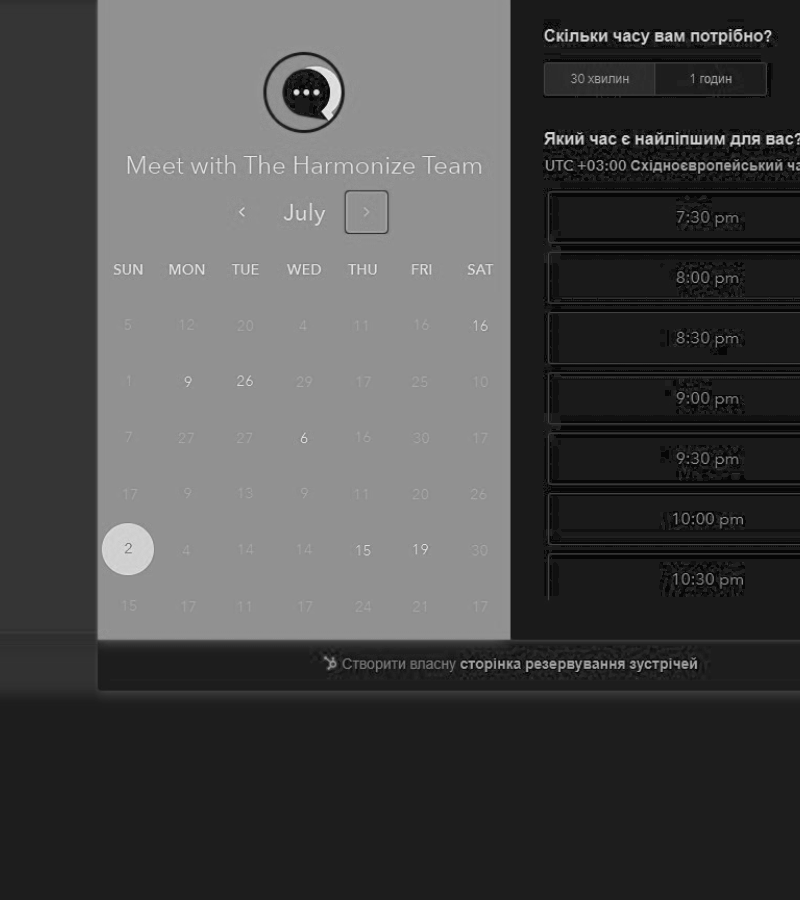 Meet with The Harmonize Team
July
SUN MON TUE WED THU FRI SAT
5 12 20 4 11 16 16
1 9 26 29 17 25 10
7 27 27 6 16 30 17
17 9 13 9 11 20 26
2 4 14 14 15 19 30
15 17 11 17 24 21 17
Скільки часу вам потрібно?
30 хвилин 1 годин
Який час є найліпшим для вас?
UTC +03:00 Східноєвропейський
7:30 pm
8:00 pm
8:30 pm
9:00 pm
9:30 pm
10:00 pm
10:30 pm
Створити власну сторінка резервування зустрічей